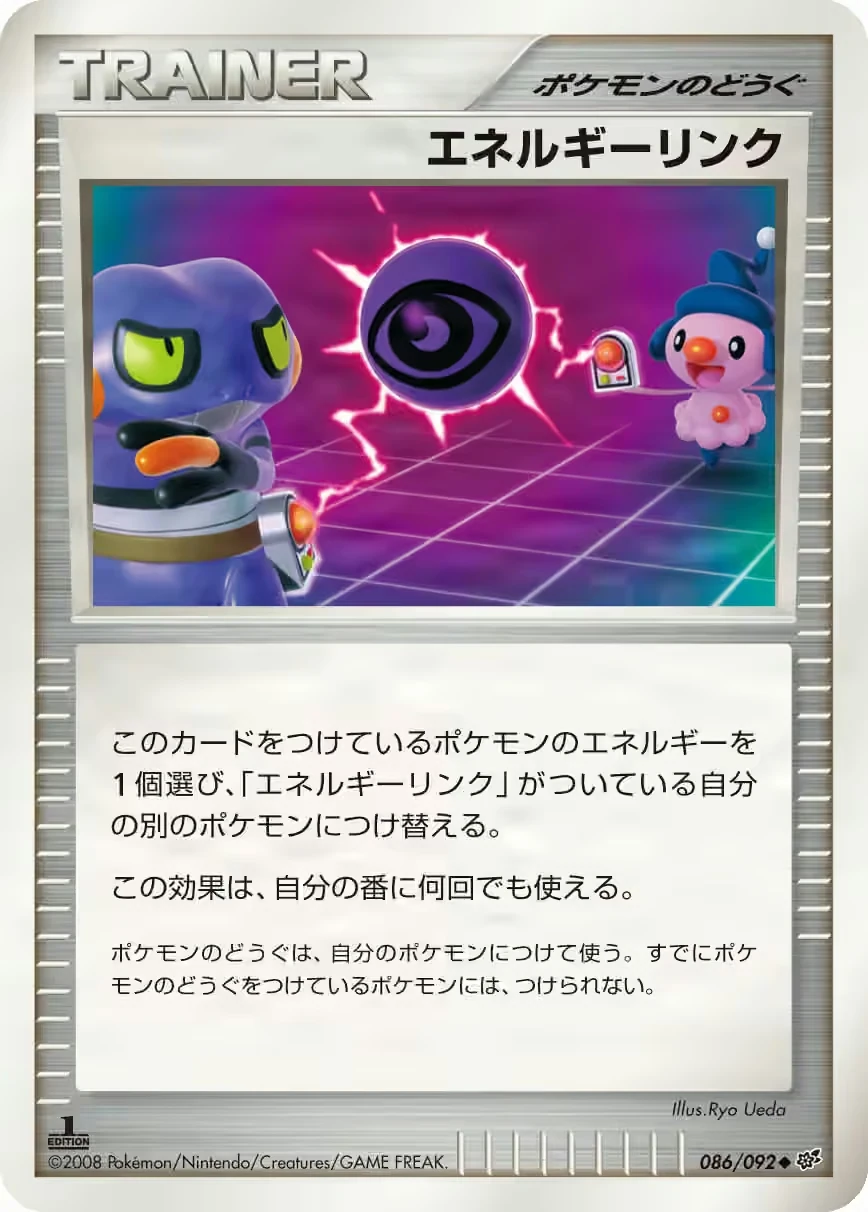 TRAINER
ポケモンのどうぐ
エネルギーリンク
このカードをつけているポケモンのエネルギーを
1個選び、「エネルギーリンク」がついている自分
の別のポケモンにつけ替える。
この効果は、自分の番に何回でも使える。
ポケモンのどうぐは、自分のポケモンにつけて使う。すでにポケ
モンのどうぐをつけているポケモンには、つけられない。
Illus.Ryo Ueda
1
EDITION
©2008 Pokémon/Nintendo/Creatures/GAME FREAK.
086/092◆